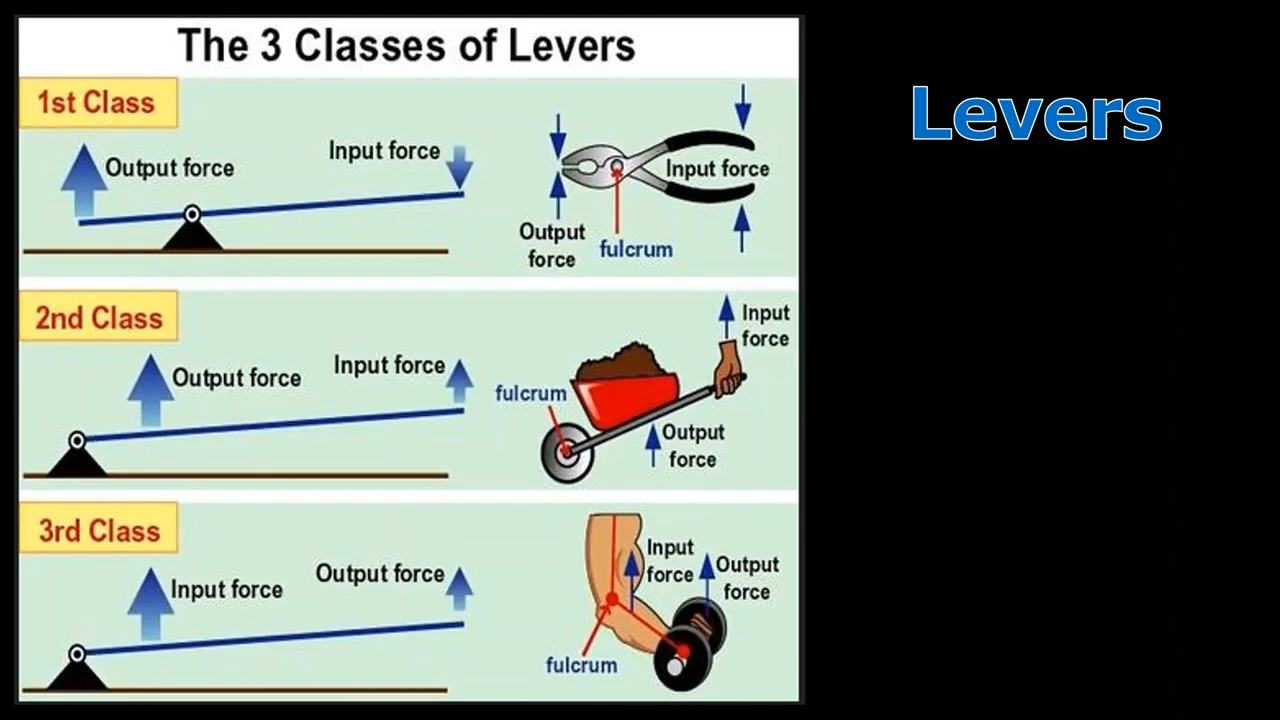 The 3 Classes of Levers
Levers
1st Class
Output force
Input force
Input force
Output
force
fulcrum
2nd Class
Output force
Input force
Input
force
fulcrum
Output
force
3rd Class
Input force
Output force
Input
force
Output
force
fulcrum